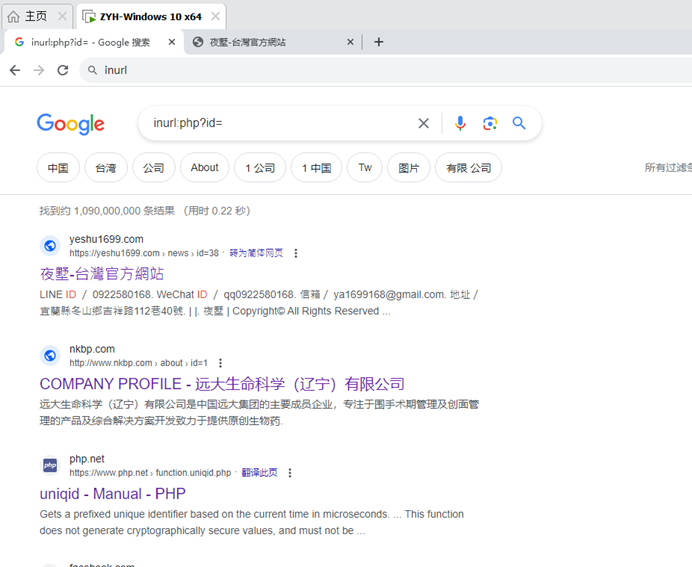 主页
ZYH-Windows 10 x64
inurl:php?id= - Google 搜索
夜墅-台灣官方網站
inurl
Google
inurl:php?id=
中国
台湾
公司
About
1 公司
1 中国
Tw
图片
有限 公司
所有过滤条
找到约 1,090,000,000 条结果 （用时 0.22 秒）
yeshu1699.com
https://yeshu1699.com › news › id=38 · 转为简体网页
夜墅-台灣官方網站
LINE ID / 0922580168. WeChat ID / qq0922580168. 信箱 / ya1699168@gmail.com. 地址 /
宜蘭縣冬山鄉吉祥路112巷40號. | |. 夜墅 | Copyright© All Rights Reserved ...
nkbp.com
http://www.nkbp.com › about › id=1
COMPANY PROFILE - 远大生命科学（辽宁）有限公司
远大生命科学（辽宁）有限公司是中国远大集团的主要成员企业，专注于围手术期管理及创面管
理的产品及综合解决方案开发致力于提供原创生物药.
php
php.net
https://www.php.net › function.uniqid.php · 翻译此页
uniqid - Manual - PHP
Gets a prefixed unique identifier based on the current time in microseconds. ... This function
does not generate cryptographically secure values, and must not be ...
facebook.com